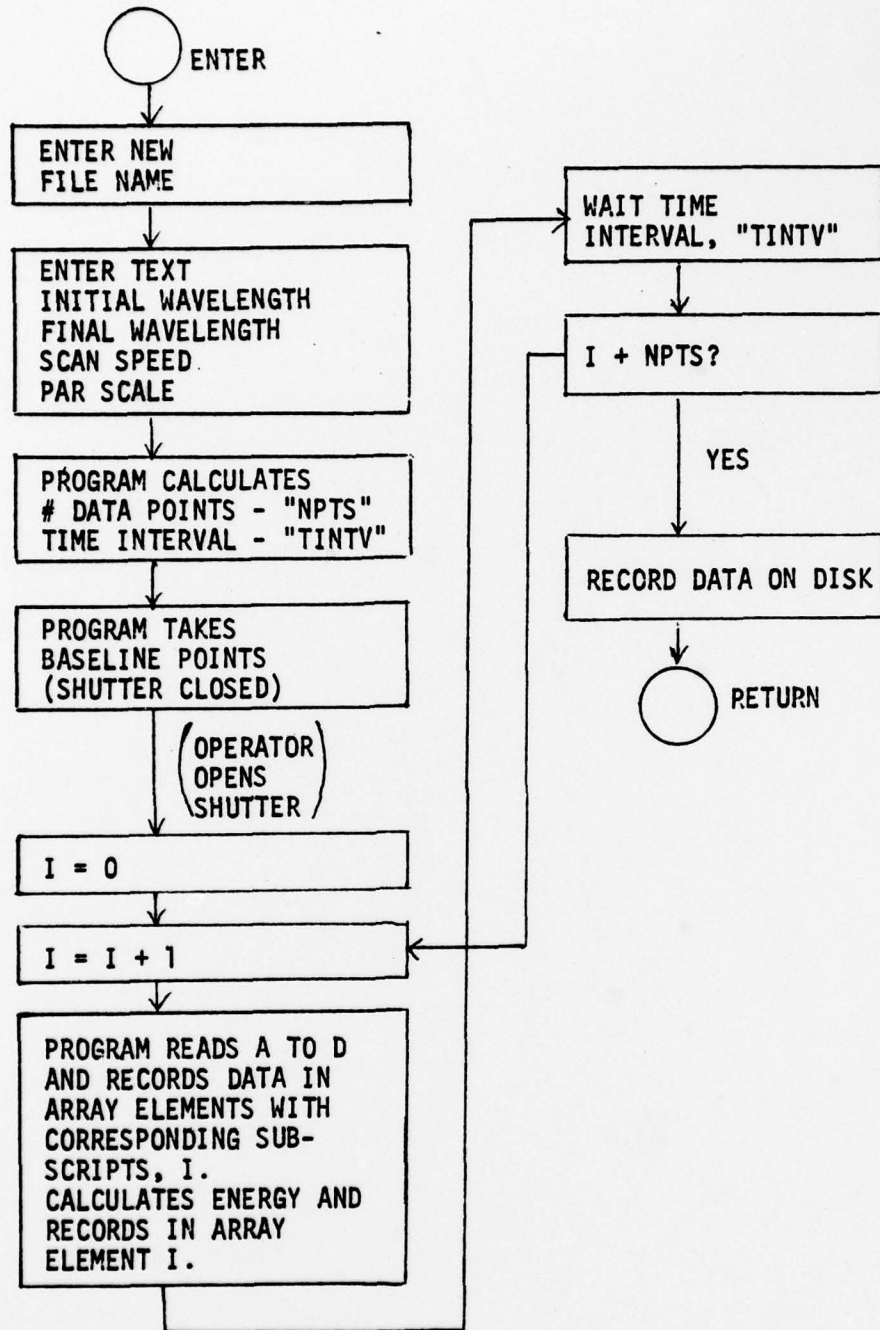 ENTER
ENTER NEW
FILE NAME
ENTER TEXT
INITIAL WAVELENGTH
FINAL WAVELENGTH
SCAN SPEED
PAR SCALE
PROGRAM CALCULATES
# DATA POINTS - "NPTS"
TIME INTERVAL - "TINTV"
PROGRAM TAKES
BASELINE POINTS
(SHUTTER CLOSED)
(OPERATOR
OPENS
SHUTTER)
I = 0
I = I + 1
PROGRAM READS A TO D
AND RECORDS DATA IN
ARRAY ELEMENTS WITH
CORRESPONDING SUB-
SCRIPTS, I.
CALCULATES ENERGY AND
RECORDS IN ARRAY
ELEMENT I.
WAIT TIME
INTERVAL, "TINTV"
I + NPTS?
YES
RECORD DATA ON DISK
RETURN